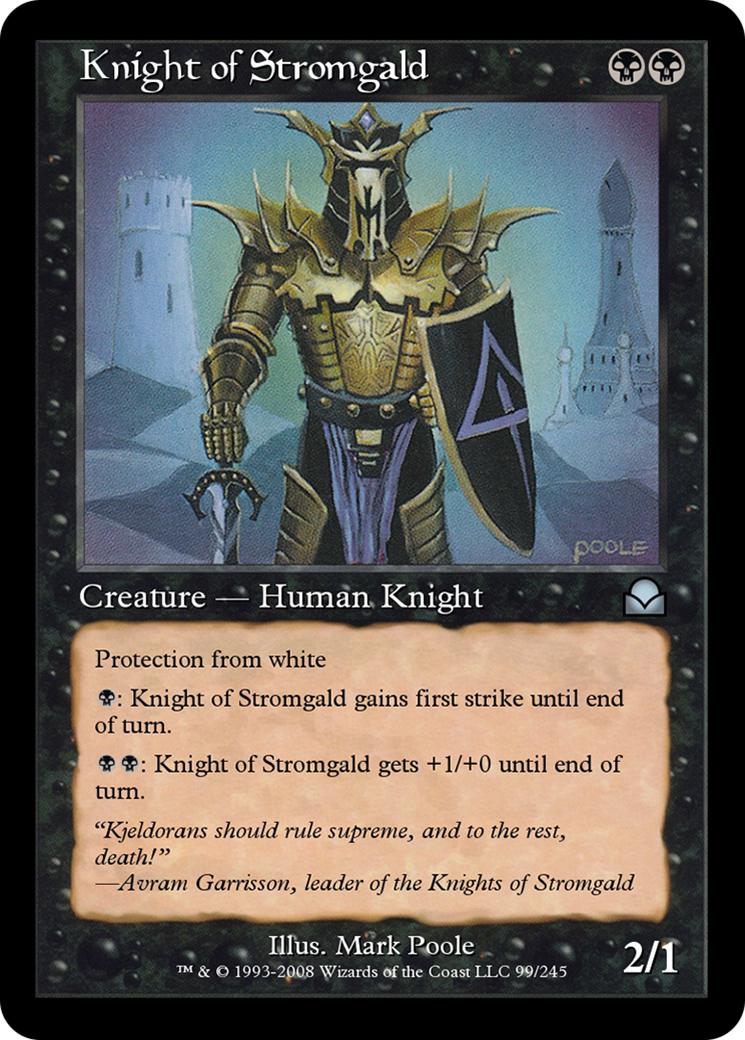 Knight of Stromgald
POOLE
Creature — Human Knight
Protection from white
: Knight of Stromgald gains first strike until end
of turn.
: Knight of Stromgald gets +1/+0 until end of
turn.
“Kjeldorans should rule supreme, and to the rest,
death!”
—Avram Garrisson, leader of the Knights of Stromgald
Illus. Mark Poole
™ & © 1993-2008 Wizards of the Coast LLC 99/245
2/1